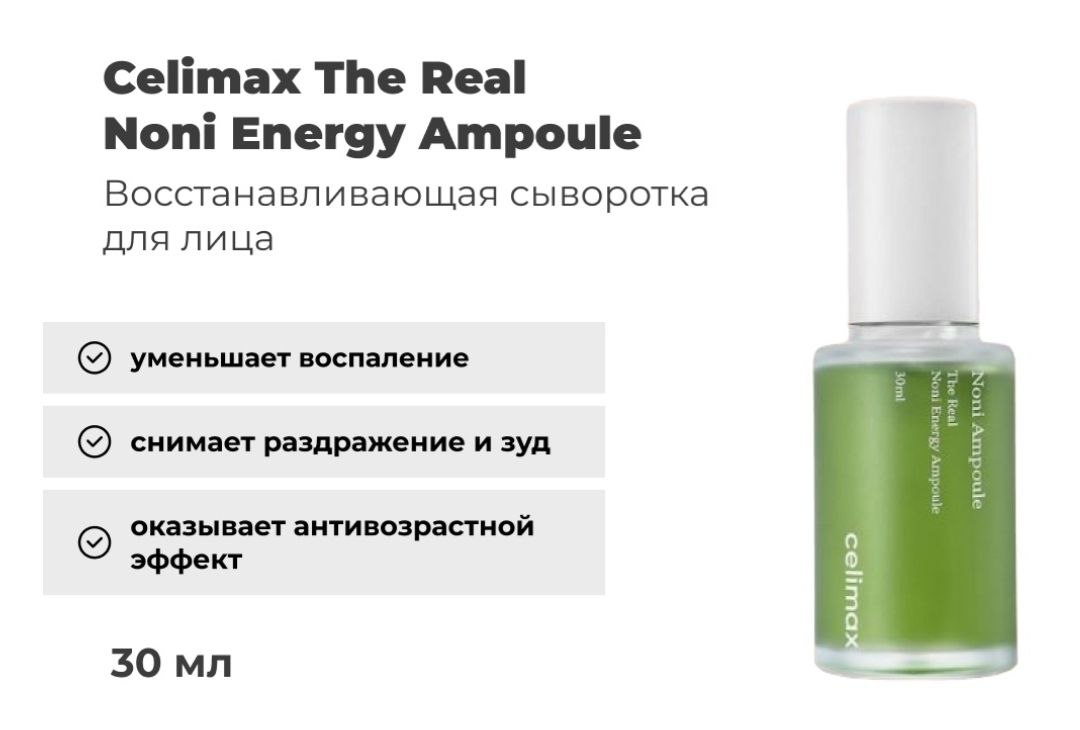 Celimax The Real
Noni Energy Ampoule
Восстанавливающая сыворотка
для лица
уменьшает воспаление
снимает раздражение и зуд
оказывает антивозрастной
эффект
30 мл
Noni Ampoule
The Real
Noni Energy Ampoule
30ml
celimax